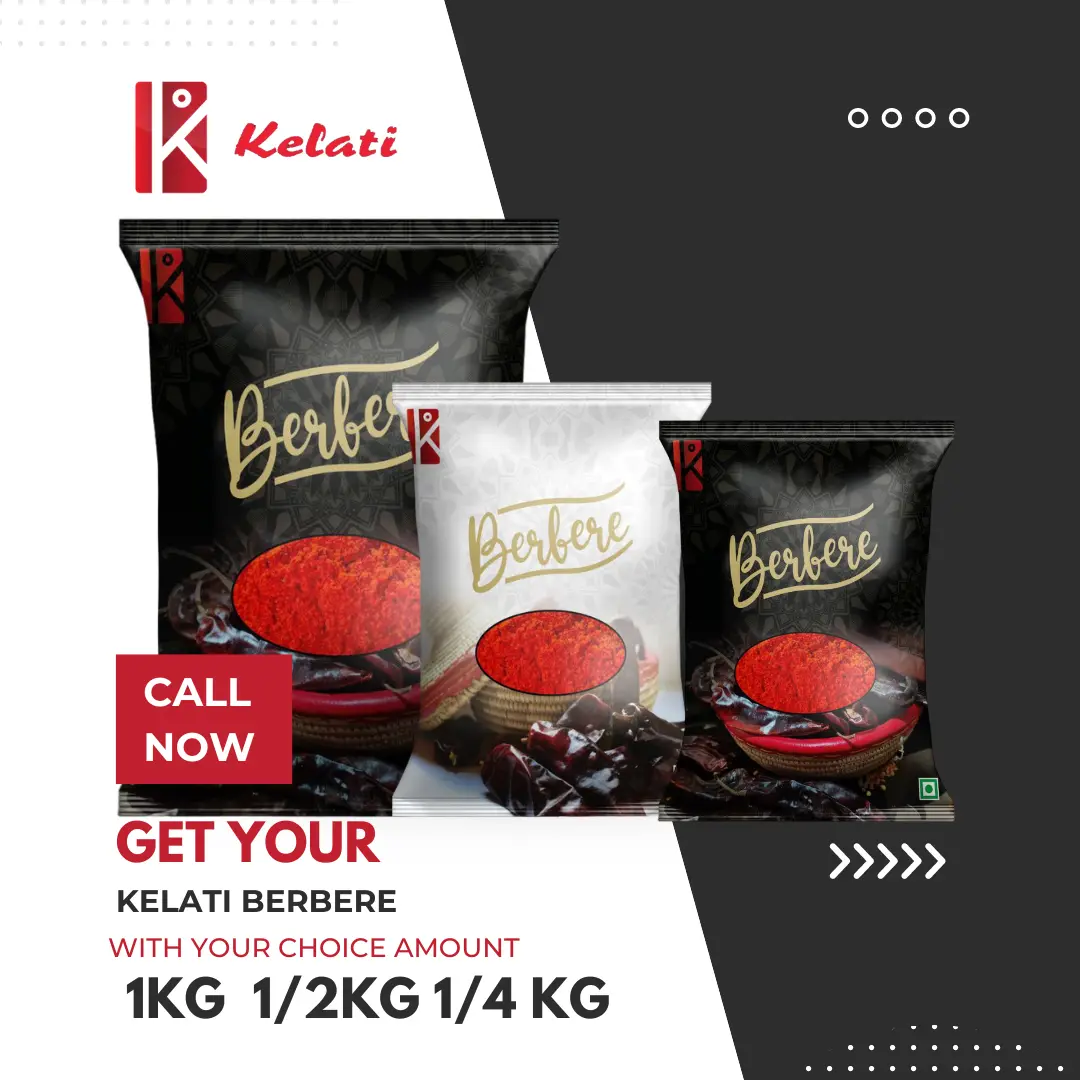 Kelati
Berber
Berbere
Berbere
CALL
NOW
GET YOUR
KELATI BERBERE
WITH YOUR CHOICE AMOUNT
1KG 1/2KG 1/4 KG